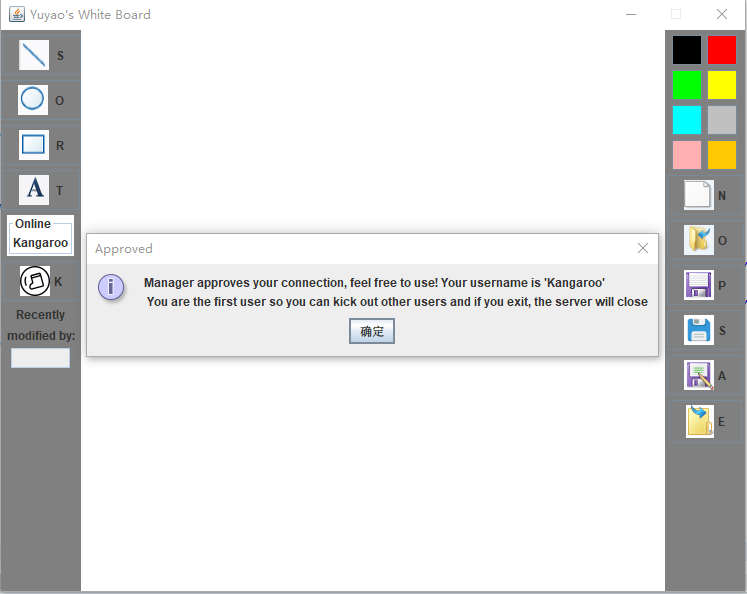 Yuyao's White Board
S
O
R
A
T
Online
Kangaroo
K
Recently
modified by:
Approved
Manager approves your connection, feel free to use! Your username is 'Kangaroo'
You are the first user so you can kick out other users and if you exit, the server will close
确定
N
O
P
S
A
E